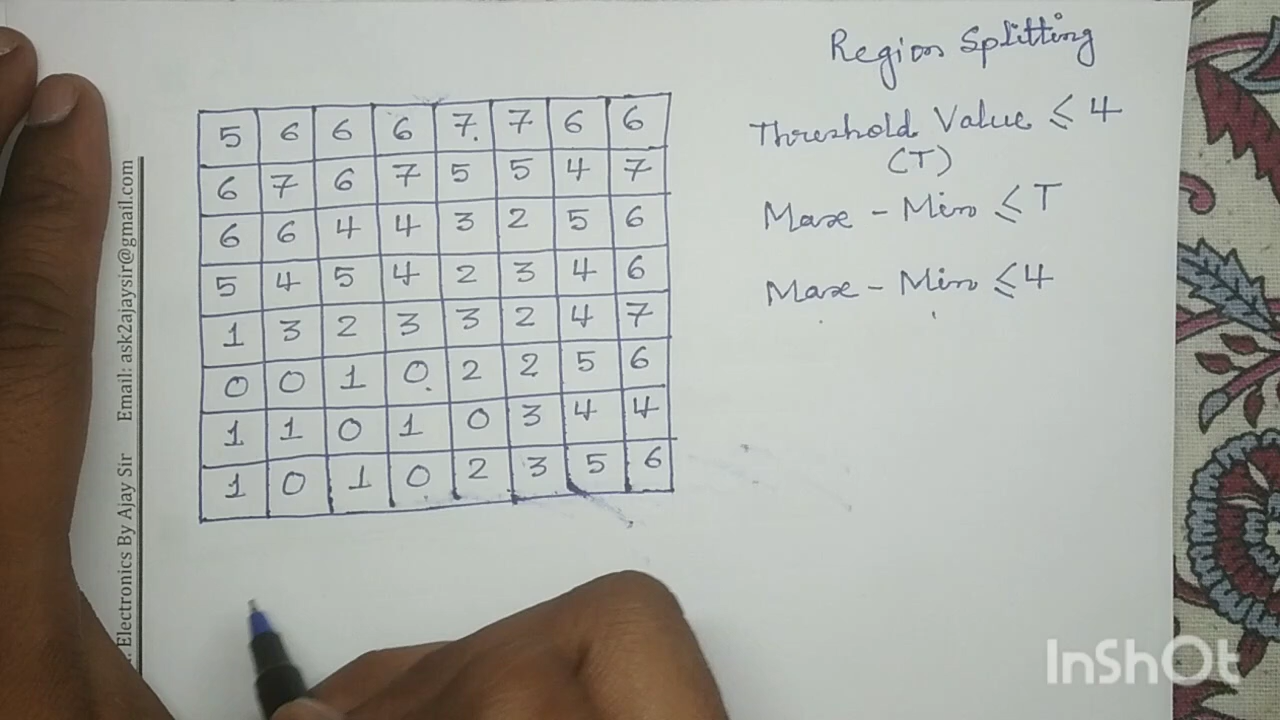 Region Splitting
Threshold Value ≤ 4
(T)
Max - Min ≤ T
Max - Min ≤ 4
5 6 6 6 7 7 6 6
6 7 6 7 5 5 4 7
6 6 4 4 3 2 5 6
5 4 5 4 2 3 4 6
1 3 2 3 3 2 4 7
0 0 1 0 2 2 5 6
1 1 0 1 0 3 4 4
1 0 1 0 2 3 5 6
Electronics By Ajay Sir Email: ask2ajaysir@gmail.com
InShOt